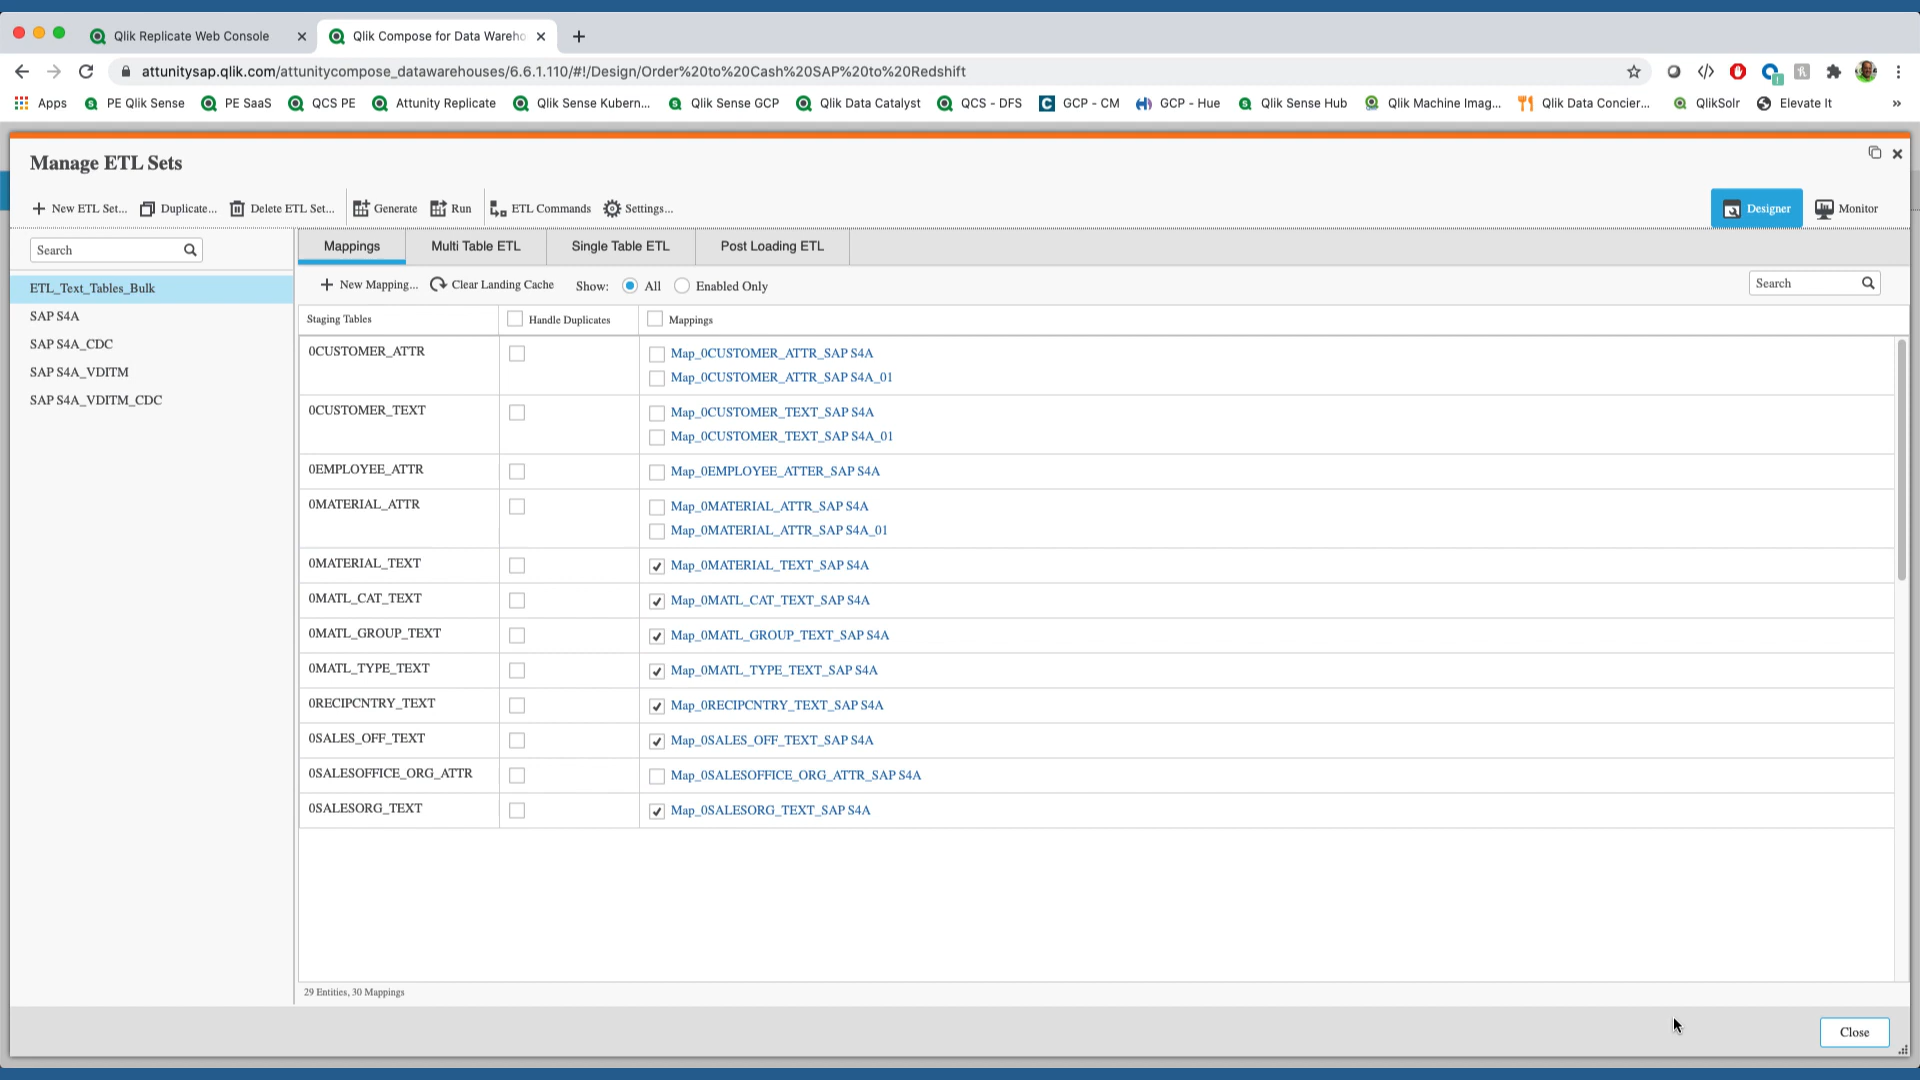 Qlik Replicate Web Console
Qlik Compose for Data Wareho
attunitysap.qlik.com/attunitycompose_datawarehouses/6.6.1.110/#!/Design/Order%20to%20Cash%20SAP%20to%20Redshift
Apps PE Qlik Sense PE SaaS QCS PE Attunity Replicate Qlik Sense Kubern... Qlik Sense GCP Qlik Data Catalyst QCS - DFS GCP - CM GCP - Hue Qlik Sense Hub Qlik Machine Imag... Qlik Data Concier... QlikSolr Elevate It »
Manage ETL Sets
New ETL Set... Duplicate... Delete ETL Set... Generate Run ETL Commands Settings... Designer Monitor
Search
ETL_Text_Tables_Bulk
SAP S4A
SAP S4A_CDC
SAP S4A_VDITM
SAP S4A_VDITM_CDC
Mappings Multi Table ETL Single Table ETL Post Loading ETL
New Mapping... Clear Landing Cache Show: All Enabled Only Search
Staging Tables Handle Duplicates Mappings
0CUSTOMER_ATTR Map_0CUSTOMER_ATTR_SAP S4A
Map_0CUSTOMER_ATTR_SAP S4A_01
0CUSTOMER_TEXT Map_0CUSTOMER_TEXT_SAP S4A
Map_0CUSTOMER_TEXT_SAP S4A_01
0EMPLOYEE_ATTR Map_0EMPLOYEE_ATTER_SAP S4A
0MATERIAL_ATTR Map_0MATERIAL_ATTR_SAP S4A
Map_0MATERIAL_ATTR_SAP S4A_01
0MATERIAL_TEXT Map_0MATERIAL_TEXT_SAP S4A
0MATL_CAT_TEXT Map_0MATL_CAT_TEXT_SAP S4A
0MATL_GROUP_TEXT Map_0MATL_GROUP_TEXT_SAP S4A
0MATL_TYPE_TEXT Map_0MATL_TYPE_TEXT_SAP S4A
0RECIPCNTRY_TEXT Map_0RECIPCNTRY_TEXT_SAP S4A
0SALES_OFF_TEXT Map_0SALES_OFF_TEXT_SAP S4A
0SALESOFFICE_ORG_ATTR Map_0SALESOFFICE_ORG_ATTR_SAP S4A
0SALESORG_TEXT Map_0SALESORG_TEXT_SAP S4A
29 Entities, 30 Mappings
Close